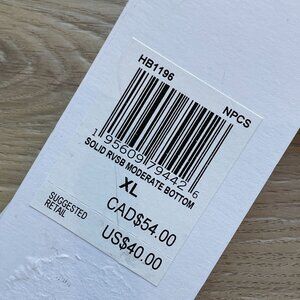 HB1196
NPCS
1 95609 79442 6
SOLID RVSB MODERATE BOTTOM
XL
CAD$54.00
SUGGESTED
RETAIL
US$40.00